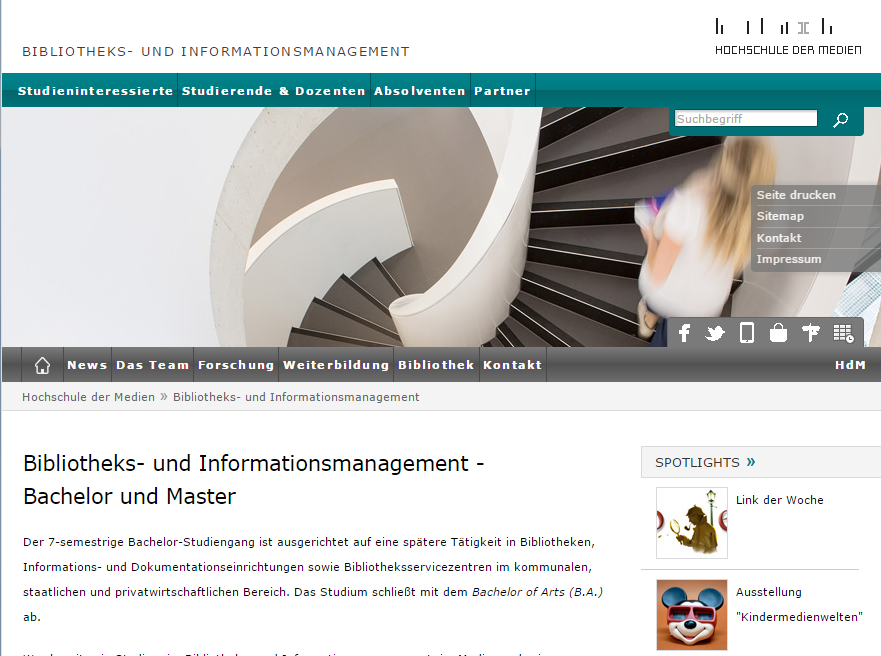 BIBLIOTHEKS- UND INFORMATIONSMANAGEMENT
HOCHSCHULE DER MEDIEN
Studieninteressierte Studierende & Dozenten Absolventen Partner
Suchbegriff
Seite drucken
Sitemap
Kontakt
Impressum
News Das Team Forschung Weiterbildung Bibliothek Kontakt HdM
Hochschule der Medien » Bibliotheks- und Informationsmanagement
Bibliotheks- und Informationsmanagement -
Bachelor und Master
Der 7-semestrige Bachelor-Studiengang ist ausgerichtet auf eine spätere Tätigkeit in Bibliotheken,
Informations- und Dokumentationseinrichtungen sowie Bibliotheksservicezentren im kommunalen,
staatlichen und privatwirtschaftlichen Bereich. Das Studium schließt mit dem Bachelor of Arts (B.A.)
ab.
SPOTLIGHTS »
Link der Woche
Ausstellung
"Kindermedienwelten"